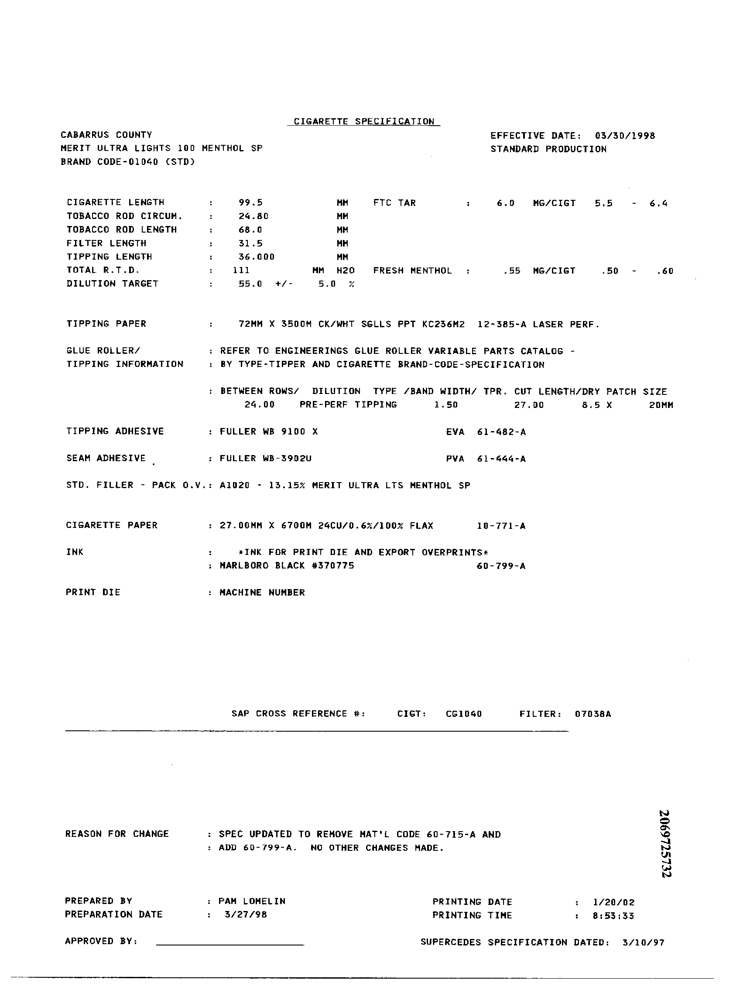 CIGARETTE SPECIFICATION
CABARRUS COUNTY EFFECTIVE DATE: 03/30/1998
MERIT ULTRA LIGHTS 100 MENTHOL SP STANDARD PRODUCTION
BRAND CODE-01040 (STD)
CIGARETTE LENGTH : 99.5 MM FTC TAR : 6.0 MG/CIGT 5.5 - 6.4
TOBACCO ROD CIRCUM. : 24.80 MM
TOBACCO ROD LENGTH : 68.0 MM
FILTER LENGTH : 31.5 MM
TIPPING LENGTH : 36.000 MM
TOTAL R.T.D. : 111 MM H2O FRESH MENTHOL : .55 MG/CIGT .50 - .60
DILUTION TARGET : 55.0 +/- 5.0 %
TIPPING PAPER : 72MM X 3500M CK/WHT SGLLS PPT KC236M2 12-385-A LASER PERF.
GLUE ROLLER/ : REFER TO ENGINEERINGS GLUE ROLLER VARIABLE PARTS CATALOG -
TIPPING INFORMATION : BY TYPE-TIPPER AND CIGARETTE BRAND-CODE-SPECIFICATION
: BETWEEN ROWS/ DILUTION TYPE /BAND WIDTH/ TPR. CUT LENGTH/DRY PATCH SIZE
24.00 PRE-PERF TIPPING 1.50 27.00 8.5 X 20MM
TIPPING ADHESIVE : FULLER WB 9100 X EVA 61-482-A
SEAM ADHESIVE : FULLER WB-3902U PVA 61-444-A
STD. FILLER - PACK O.V.: A1020 - 13.15% MERIT ULTRA LTS MENTHOL SP
CIGARETTE PAPER : 27.00MM X 6700M 24CU/0.6%/100% FLAX 10-771-A
INK : *INK FOR PRINT DIE AND EXPORT OVERPRINTS*
: MARLBORO BLACK #370775 60-799-A
PRINT DIE : MACHINE NUMBER
SAP CROSS REFERENCE #: CIGT: CG1040 FILTER: 07038A
REASON FOR CHANGE : SPEC UPDATED TO REMOVE MAT'L CODE 60-715-A AND
: ADD 60-799-A. NO OTHER CHANGES MADE.
2069725732
PREPARED BY : PAM LOMELIN PRINTING DATE : 1/20/02
PREPARATION DATE : 3/27/98 PRINTING TIME : 8:53:33
APPROVED BY: SUPERCEDES SPECIFICATION DATED: 3/10/97